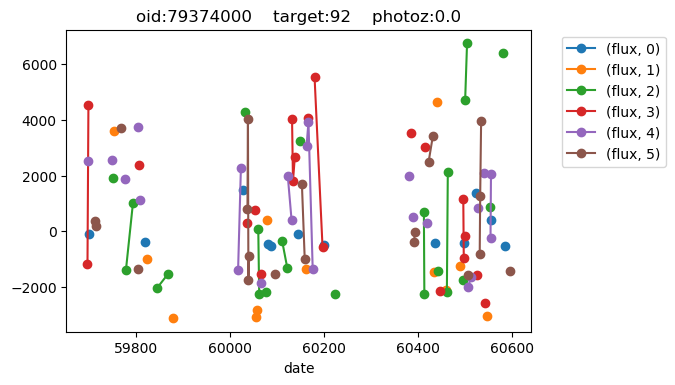 oid:79374000    target:92    photoz:0.0
6000
4000
2000
0
−2000
59800
60000
60200
60400
60600
date
(flux, 0)
(flux, 1)
(flux, 2)
(flux, 3)
(flux, 4)
(flux, 5)